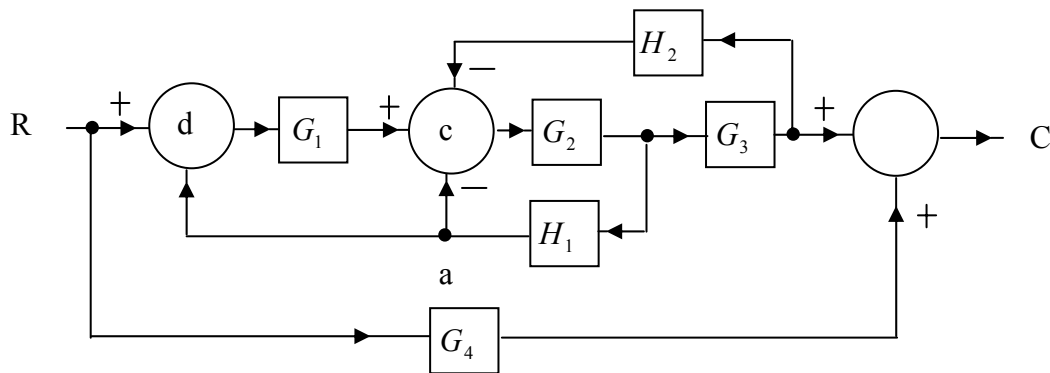 H₂
−
+
+
+
R
d
G₁
c
G₂
G₃
C
−
H₁
+
a
G₄